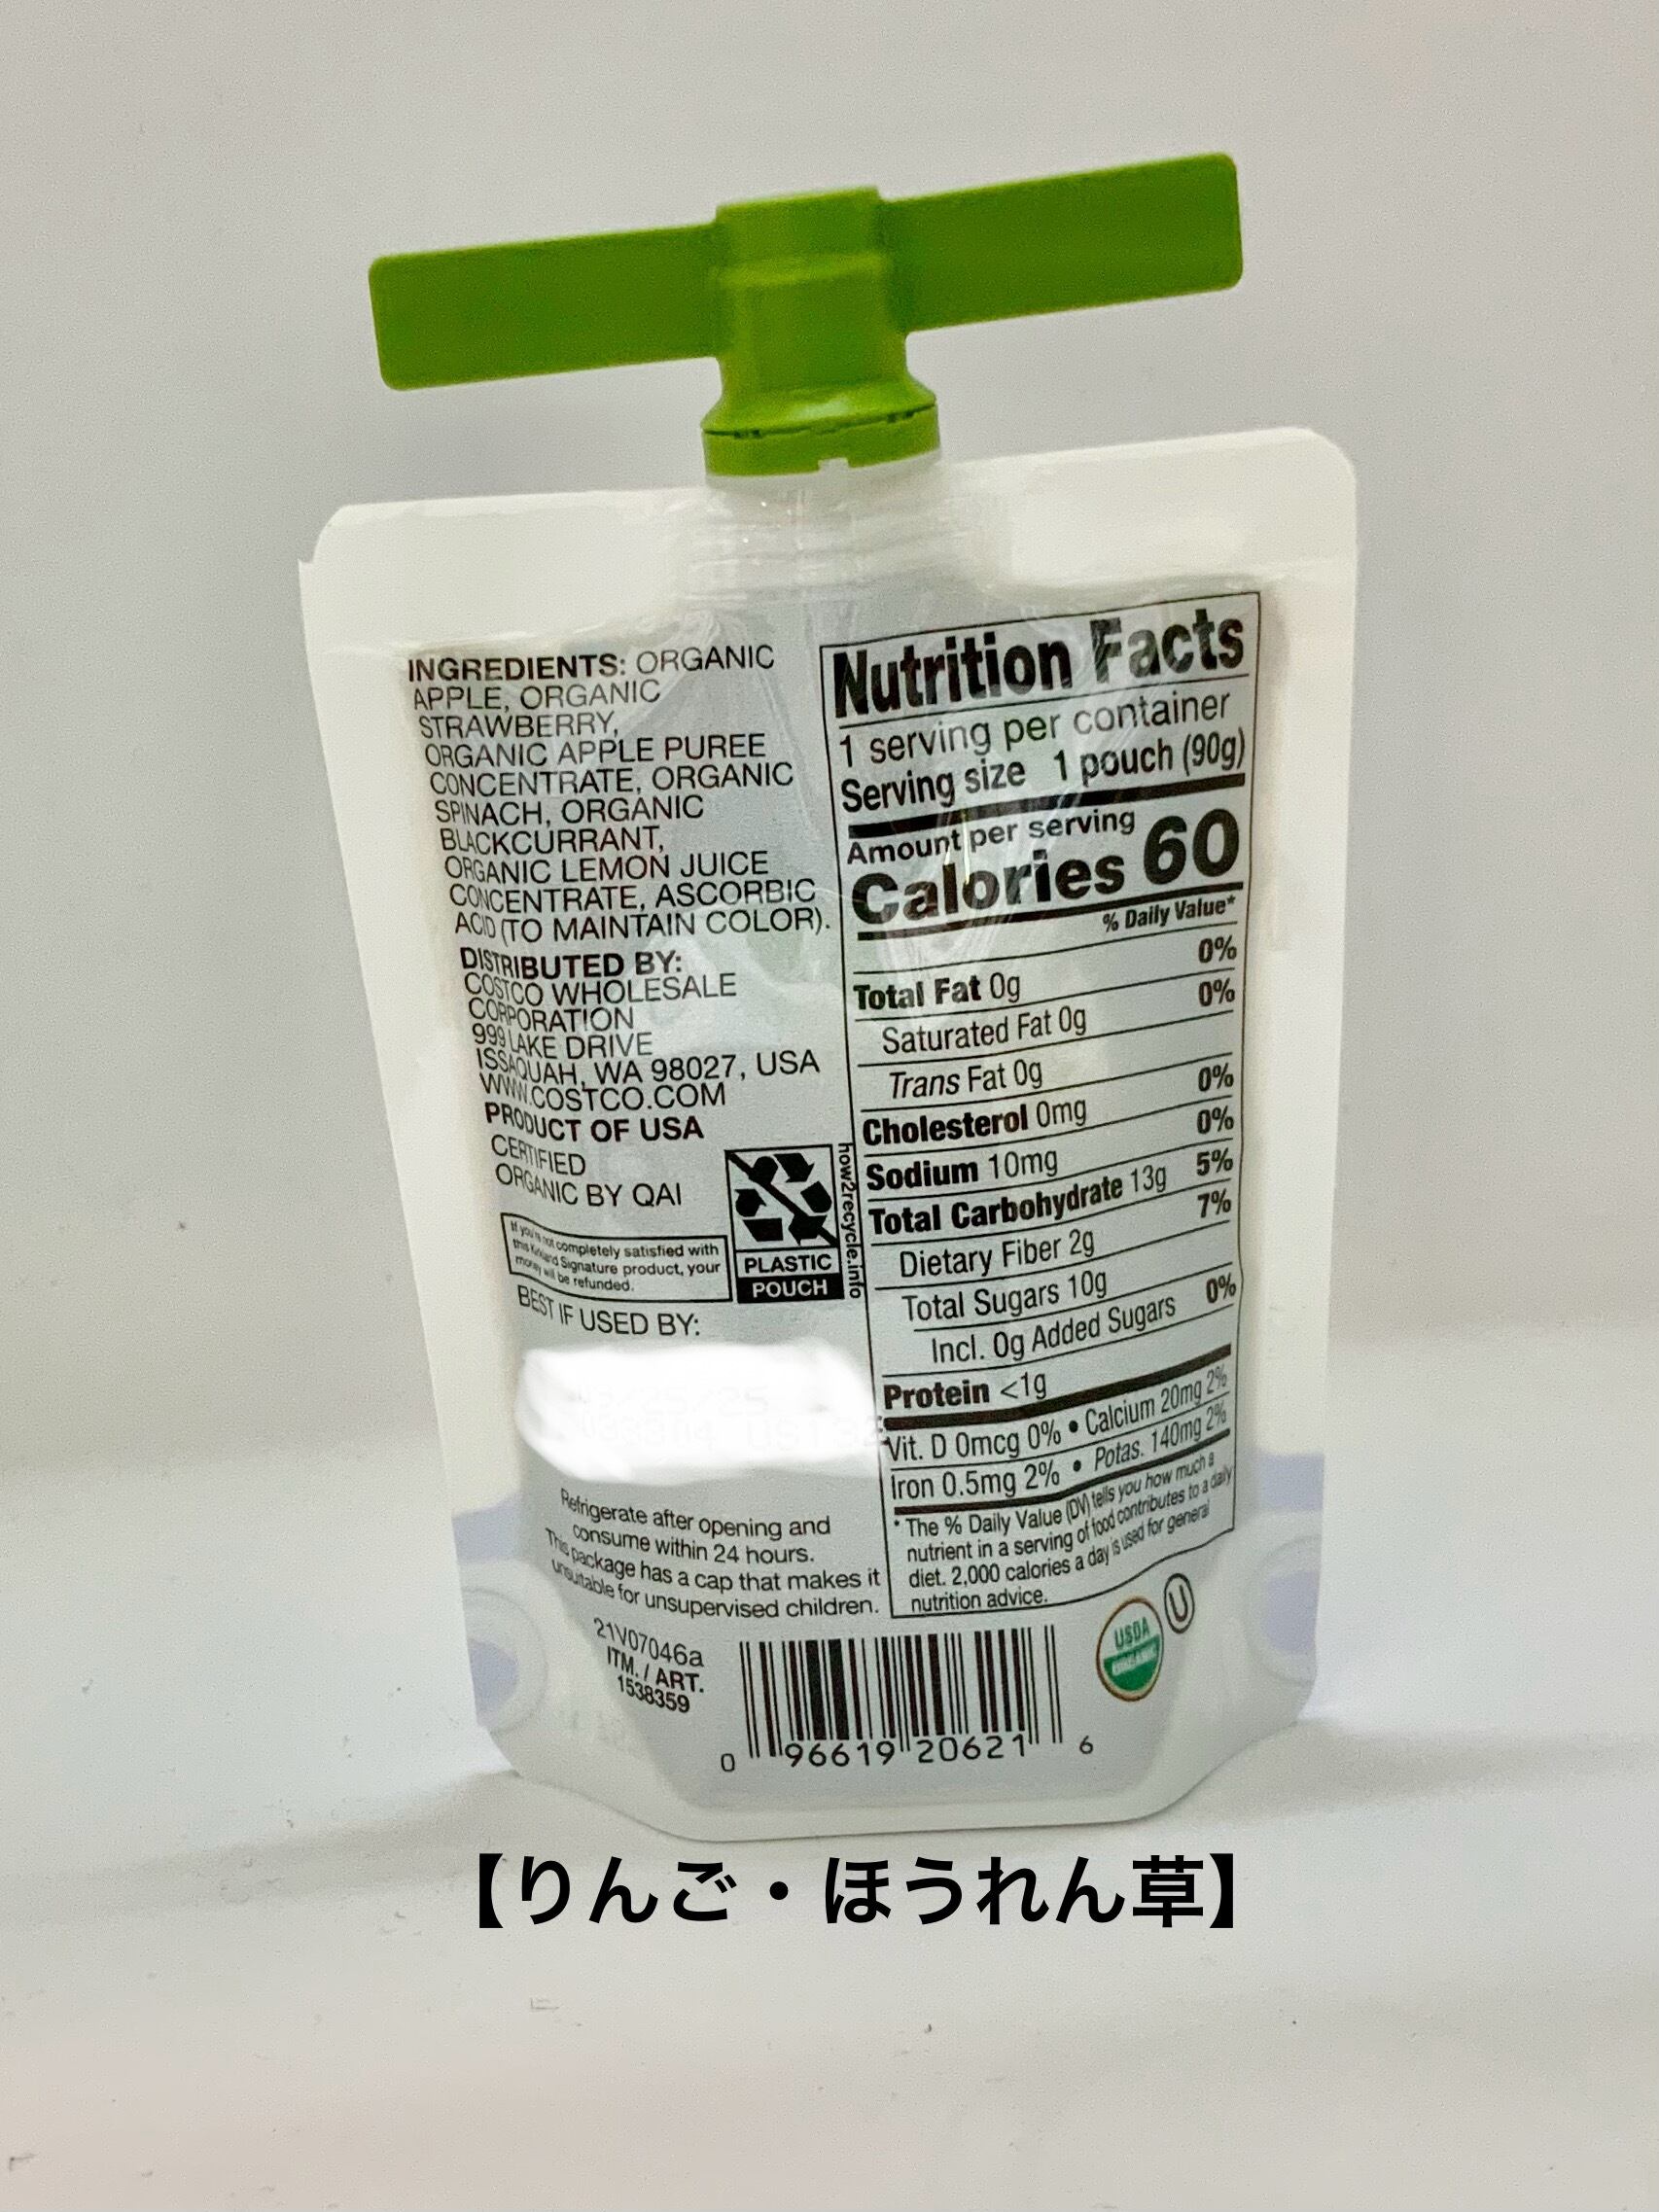 INGREDIENTS: ORGANIC
APPLE, ORGANIC
STRAWBERRY,
ORGANIC APPLE PUREE
CONCENTRATE, ORGANIC
SPINACH, ORGANIC
BLACKCURRANT,
ORGANIC LEMON JUICE
CONCENTRATE, ASCORBIC
ACID (TO MAINTAIN COLOR).
DISTRIBUTED BY:
COSTCO WHOLESALE
CORPORATION
999 LAKE DRIVE
ISSAQUAH, WA 98027, USA
WWW.COSTCO.COM
PRODUCT OF USA
CERTIFIED
ORGANIC BY QAI
If you're not completely satisfied with
this Kirkland Signature product, your
money will be refunded.
PLASTIC
POUCH
how2recycle.info
BEST IF USED BY:
Refrigerate after opening and
consume within 24 hours.
This package has a cap that makes it
unsuitable for unsupervised children.
21V07046a
ITM. / ART.
1538359
Nutrition Facts
1 serving per container
Serving size 1 pouch (90g)
Amount per serving
Calories 60
% Daily Value*
Total Fat 0g 0%
Saturated Fat 0g 0%
Trans Fat 0g
Cholesterol 0mg 0%
Sodium 10mg 0%
Total Carbohydrate 13g 5%
Dietary Fiber 2g 7%
Total Sugars 10g
Incl. 0g Added Sugars 0%
Protein <1g
Vit. D 0mcg 0% • Calcium 20mg 2%
Iron 0.5mg 2% • Potas. 140mg 2%
* The % Daily Value (DV) tells you how much a
nutrient in a serving of food contributes to a daily
diet. 2,000 calories a day is used for general
nutrition advice.
USDA
ORGANIC
U
0 96619 20621 6
【りんご・ほうれん草】